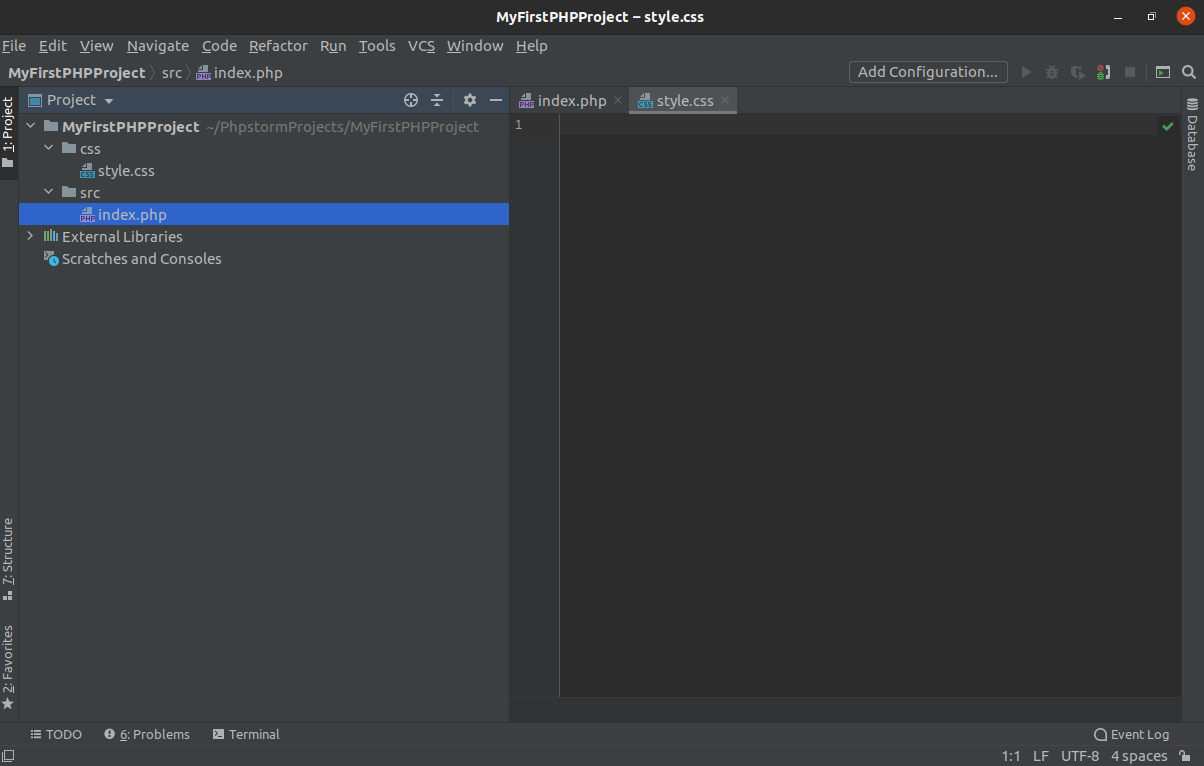 MyFirstPHPProject – style.css
File Edit View Navigate Code Refactor Run Tools VCS Window Help
MyFirstPHPProject src index.php Add Configuration...
1: Project
Project
index.php
style.css
MyFirstPHPProject ~/PhpstormProjects/MyFirstPHPProject
css
style.css
src
index.php
External Libraries
Scratches and Consoles
1
Database
7: Structure
2: Favorites
TODO 6: Problems Terminal Event Log
1:1 LF UTF-8 4 spaces